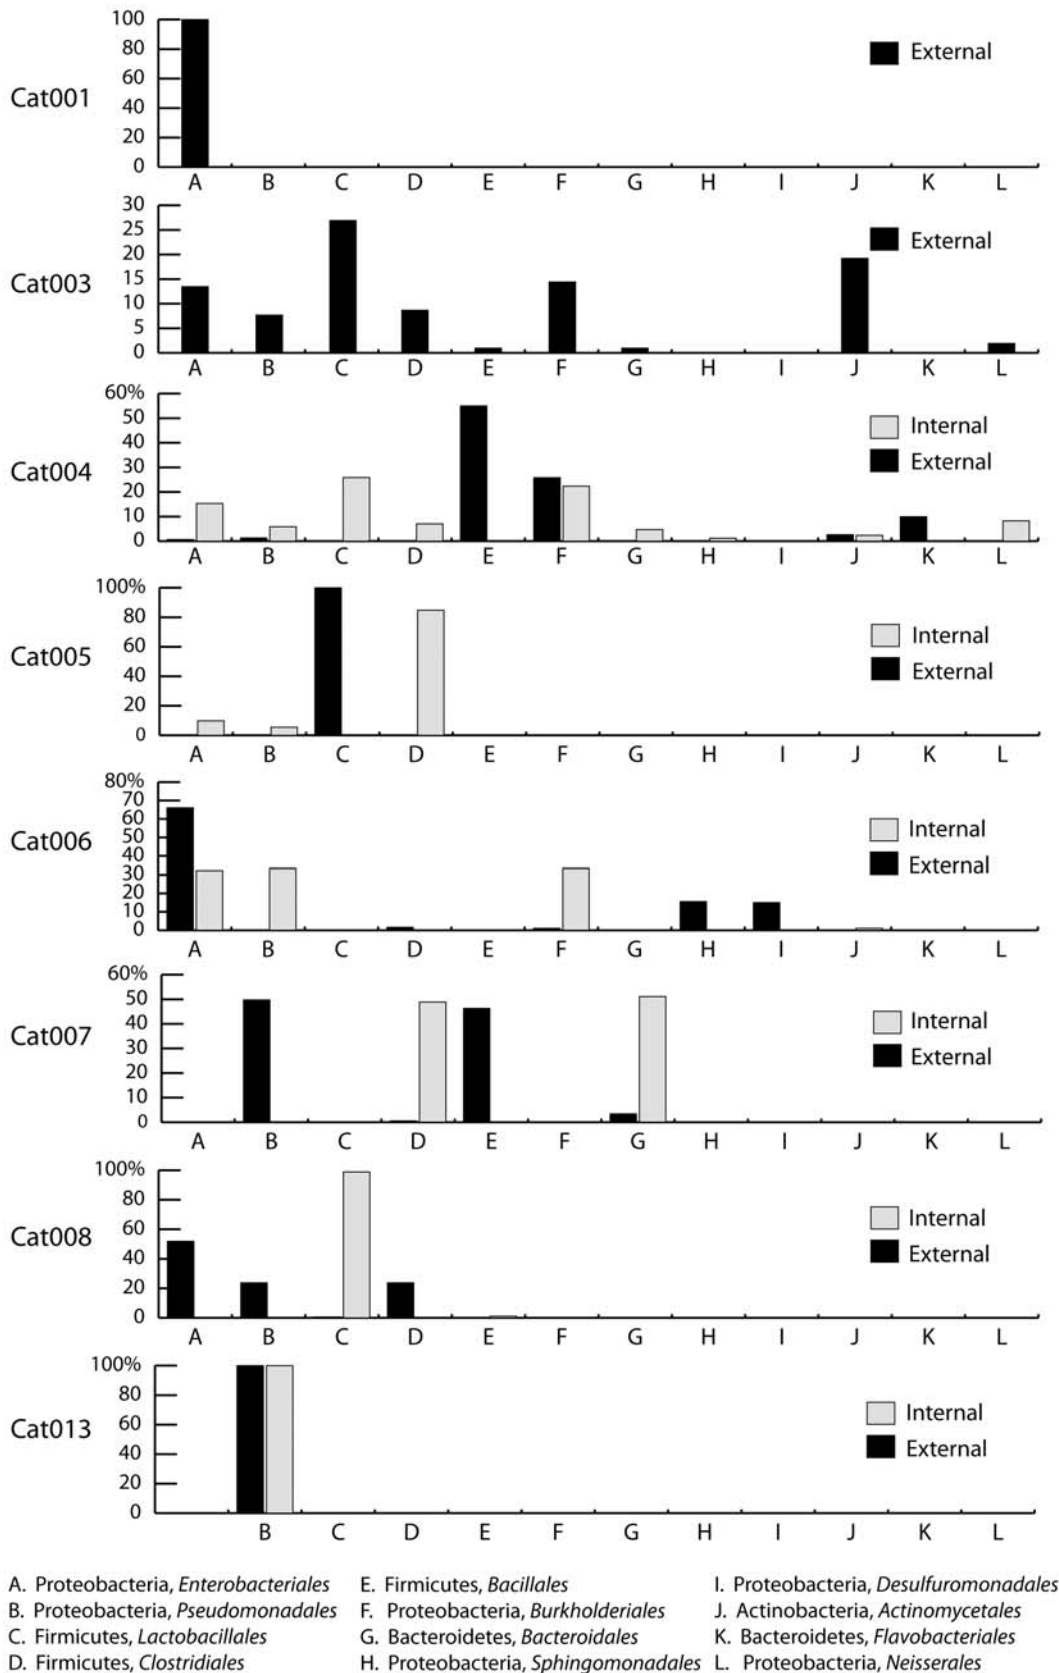 100
80
60
40
20
0
Cat001
External
A B C D E F G H I J K L
30
25
20
15
10
5
0
Cat003
External
A B C D E F G H I J K L
60%
50
40
30
20
10
0
Cat004
Internal
External
A B C D E F G H I J K L
100%
80
60
40
20
0
Cat005
Internal
External
A B C D E F G H I J K L
80%
70
60
50
40
30
20
10
0
Cat006
Internal
External
A B C D E F G H I J K L
60%
50
40
30
20
10
0
Cat007
Internal
External
A B C D E F G H I J K L
100%
80
60
40
20
0
Cat008
Internal
External
A B C D E F G H I J K L
100%
80
60
40
20
0
Cat013
Internal
External
B C D E F G H I J K L
A. Proteobacteria, Enterobacteriales
B. Proteobacteria, Pseudomonadales
C. Firmicutes, Lactobacillales
D. Firmicutes, Clostridiales
E. Firmicutes, Bacillales
F. Proteobacteria, Burkholderiales
G. Bacteroidetes, Bacteroidales
H. Proteobacteria, Sphingomonadales
I. Proteobacteria, Desulfuromonadales
J. Actinobacteria, Actinomycetales
K. Bacteroidetes, Flavobacteriales
L. Proteobacteria, Neisserales